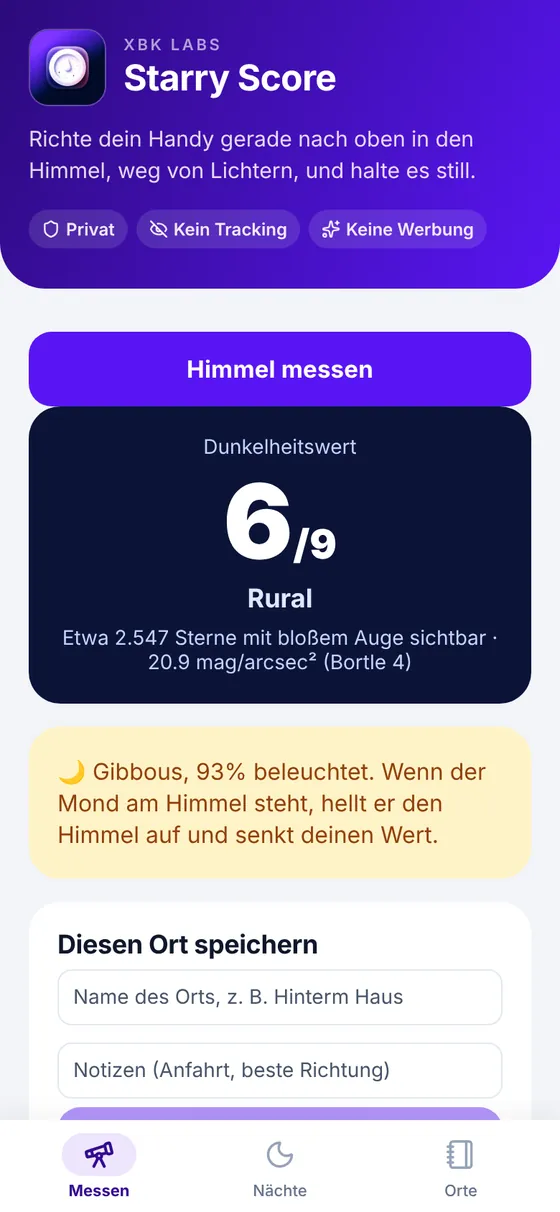 XBK LABS
Starry Score
Richte dein Handy gerade nach oben in den
Himmel, weg von Lichtern, und halte es still.
Privat
Kein Tracking
Keine Werbung
Himmel messen
Dunkelheitswert
6/9
Rural
Etwa 2.547 Sterne mit bloßem Auge sichtbar ·
20.9 mag/arcsec² (Bortle 4)
🌙 Gibbous, 93% beleuchtet. Wenn der
Mond am Himmel steht, hellt er den
Himmel auf und senkt deinen Wert.
Diesen Ort speichern
Name des Orts, z. B. Hinterm Haus
Notizen (Anfahrt, beste Richtung)
Messen
Nächte
Orte